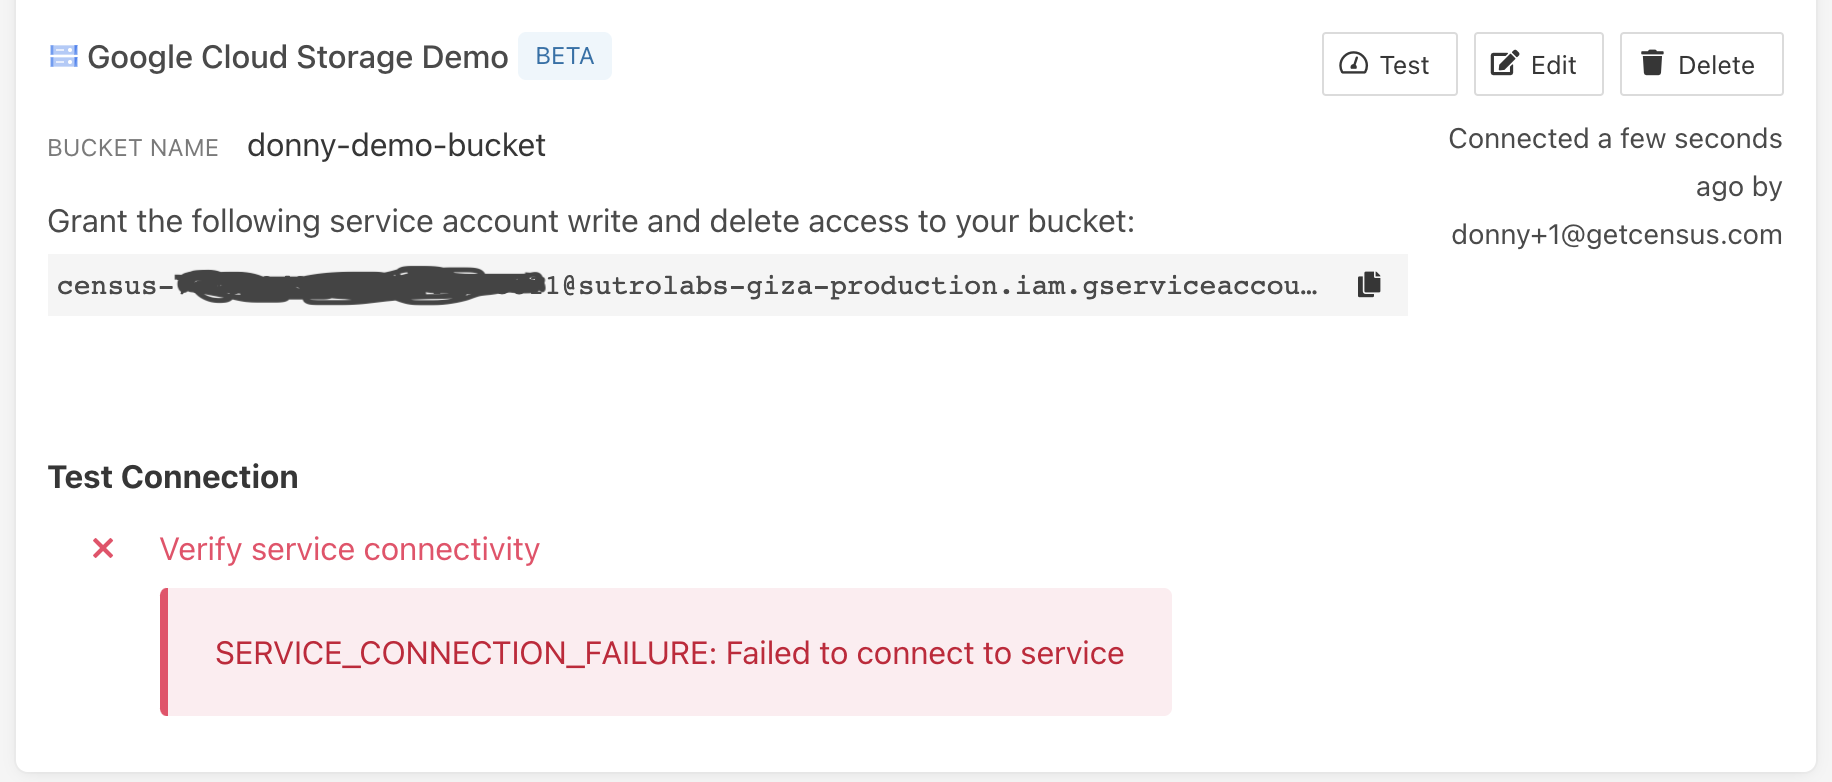 Google Cloud Storage Demo BETA
Test Edit Delete
BUCKET NAME donny-demo-bucket
Connected a few seconds
ago by
donny+1@getcensus.com
Grant the following service account write and delete access to your bucket:
census- 1@sutrolabs-giza-production.iam.gserviceaccou…
Test Connection
Verify service connectivity
SERVICE_CONNECTION_FAILURE: Failed to connect to service